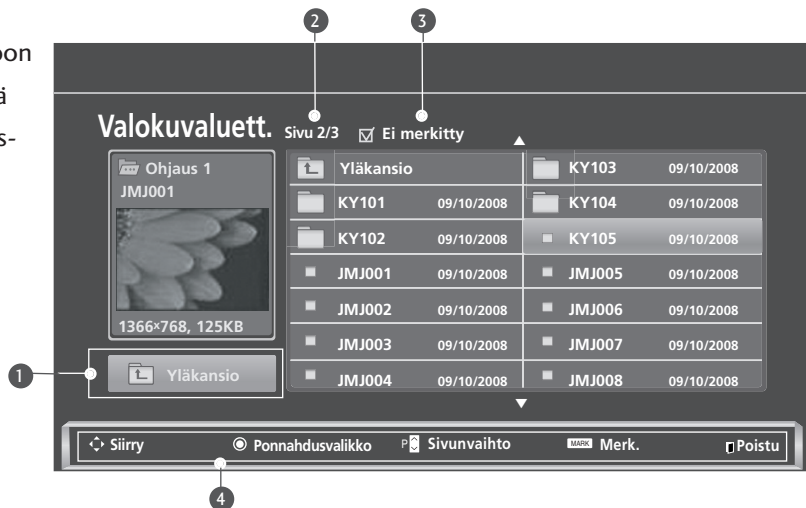 2 3
oon
ä
s-
Valokuvaluett. Sivu 2/3 Ei merkitty
Ohjaus 1
JMJ001
1366×768, 125KB
Yläkansio
KY101 09/10/2008
KY102 09/10/2008
JMJ001 09/10/2008
JMJ002 09/10/2008
JMJ003 09/10/2008
JMJ004 09/10/2008
KY103 09/10/2008
KY104 09/10/2008
KY105 09/10/2008
JMJ005 09/10/2008
JMJ006 09/10/2008
JMJ007 09/10/2008
JMJ008 09/10/2008
1 Yläkansio
Siirry Ponnahdusvalikko P Sivunvaihto MARK Merk. Poistu
4